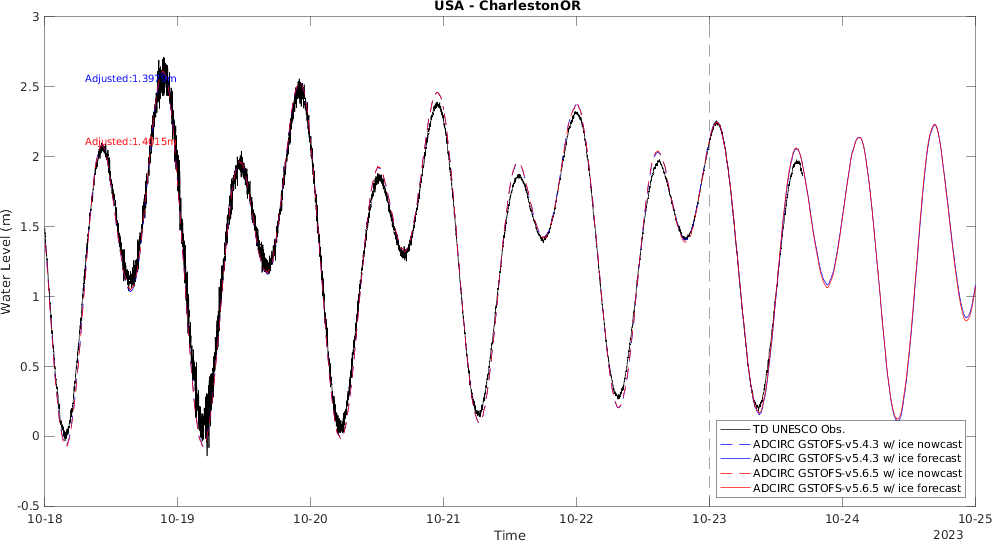 USA - CharlestonOR
3
2.5
2
1.5
1
0.5
0
-0.5
Water Level (m)
Adjusted:1.397 m
Adjusted:1.4015m
10-18
10-19
10-20
10-21
10-22
10-23
10-24
10-25
Time
2023
TD UNESCO Obs.
ADCIRC GSTOFS-v5.4.3 w/ ice nowcast
ADCIRC GSTOFS-v5.4.3 w/ ice forecast
ADCIRC GSTOFS-v5.6.5 w/ ice nowcast
ADCIRC GSTOFS-v5.6.5 w/ ice forecast